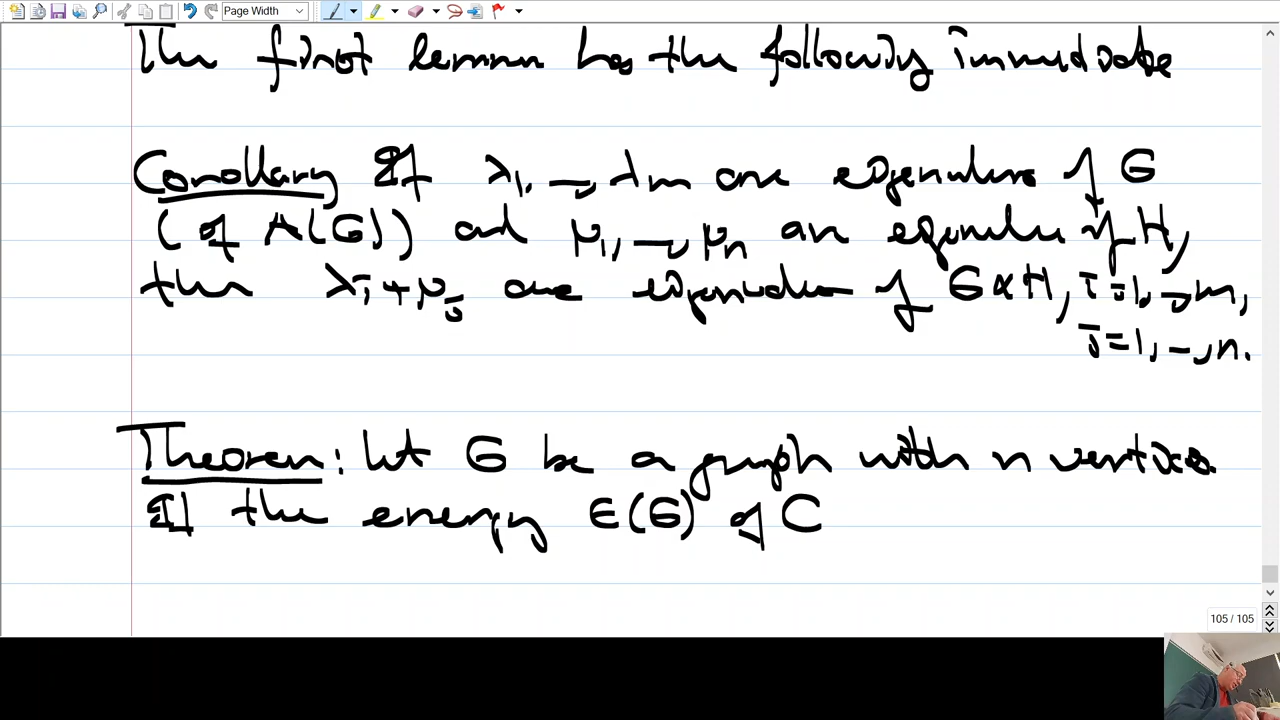 Page Width
The first lemma has the following immediate
Corollary If λ1, –, λm are eigenvalues of G
(of A(G)) and μ1, –, μn are eigenvalues of H,
then λi + μj are eigenvalues of G × H, i=1, –, m,
j=1, –, n.
Theorem: Let G be a graph with n vertices.
If the energy E(G) of C
105 / 105